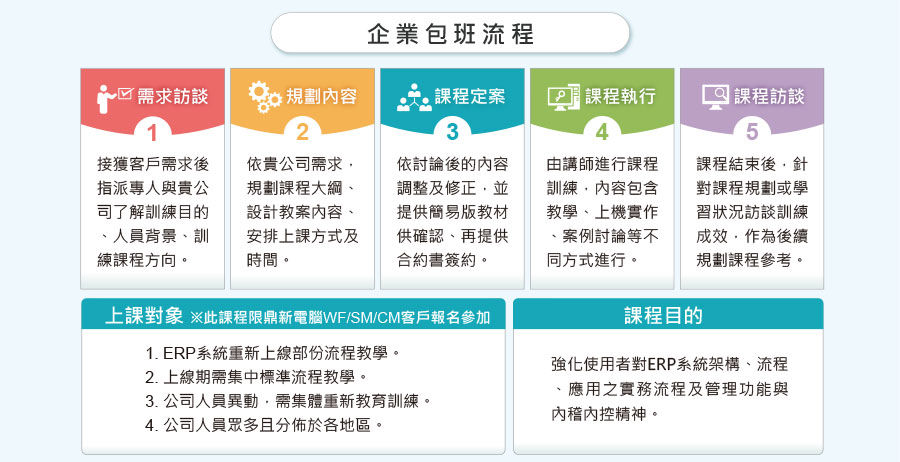 企業包班流程
需求訪談
1
接獲客戶需求後
指派專人與貴公
司了解訓練目的
、人員背景、訓
練課程方向。
規劃內容
2
依貴公司需求，
規劃課程大綱、
設計教案內容、
安排上課方式及
時間。
課程定案
3
依討論後的內容
調整及修正，並
提供簡易版教材
供確認、再提供
合約書簽約。
課程執行
4
由講師進行課程
訓練，內容包含
教學、上機實作
、案例討論等不
同方式進行。
課程訪談
5
課程結束後，針
對課程規劃或學
習狀況訪談訓練
成效，作為後續
規劃課程參考。
上課對象 ※此課程限鼎新電腦WF/SM/CM客戶報名參加
1. ERP系統重新上線部份流程教學。
2. 上線期需集中標準流程教學。
3. 公司人員異動，需集體重新教育訓練。
4. 公司人員眾多且分佈於各地區。
課程目的
強化使用者對ERP系統架構、流程
、應用之實務流程及管理功能與
內稽內控精神。